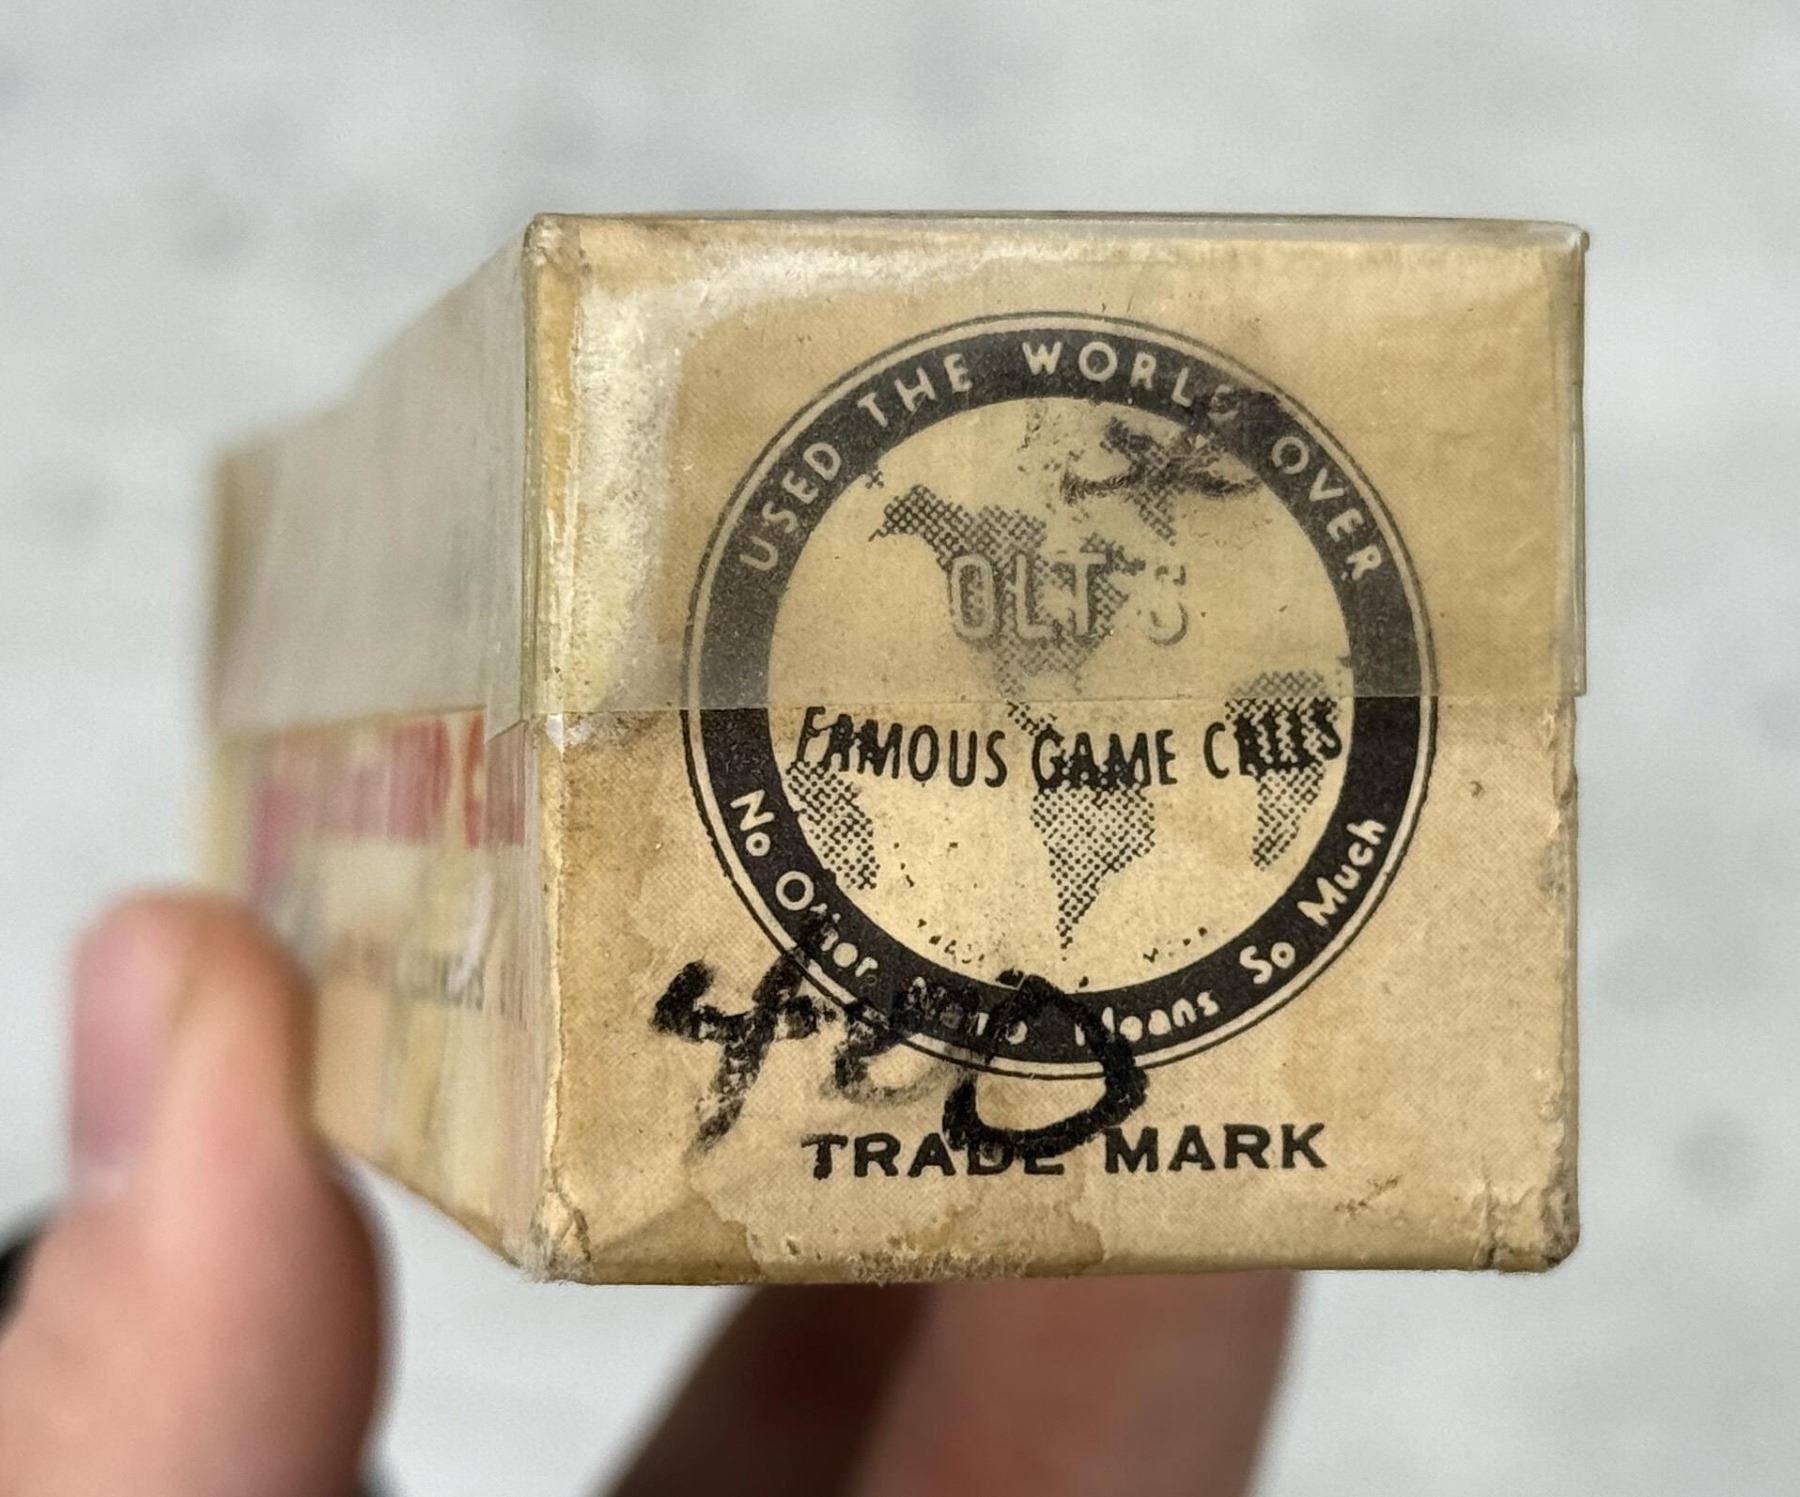 USED THE WORLD OVER
OLT'S
FAMOUS GAME CALLS
No Other Name Means So Much
TRADE MARK